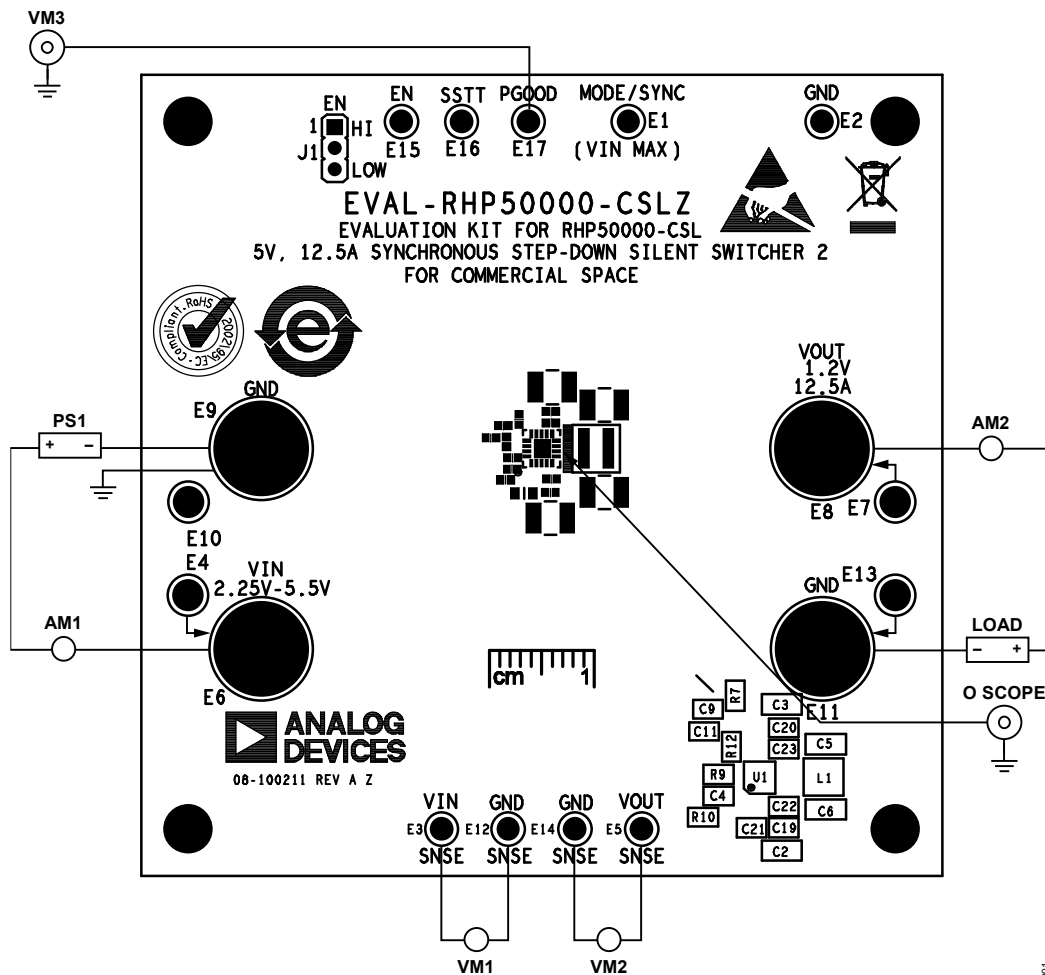 VM3
EN
SSTT
PGOOD
MODE/SYNC
GND
EN
1 HI
J1
LOW
E15
E16
E17
E1
(VIN MAX)
E2
EVAL-RHP50000-CSLZ
EVALUATION KIT FOR RHP50000-CSL
5V, 12.5A SYNCHRONOUS STEP-DOWN SILENT SWITCHER 2
FOR COMMERCIAL SPACE
Compliant-RoHS
2002/95/EC
e
GND
E9
VOUT
1.2V
12.5A
PS1
+ -
AM2
E10
E8
E7
E4
VIN
2.25V-5.5V
GND
E13
AM1
LOAD
- +
E6
cm 1
E11
O SCOPE
ANALOG
DEVICES
08-100211 REV A Z
R7
C9
C3
C11
C20
R12
C23
C5
R9
U1
L1
C4
C22
C6
R10
C21
C19
C2
VIN
GND
GND
VOUT
E3
E12
E14
E5
SNSE
SNSE
SNSE
SNSE
VM1
VM2